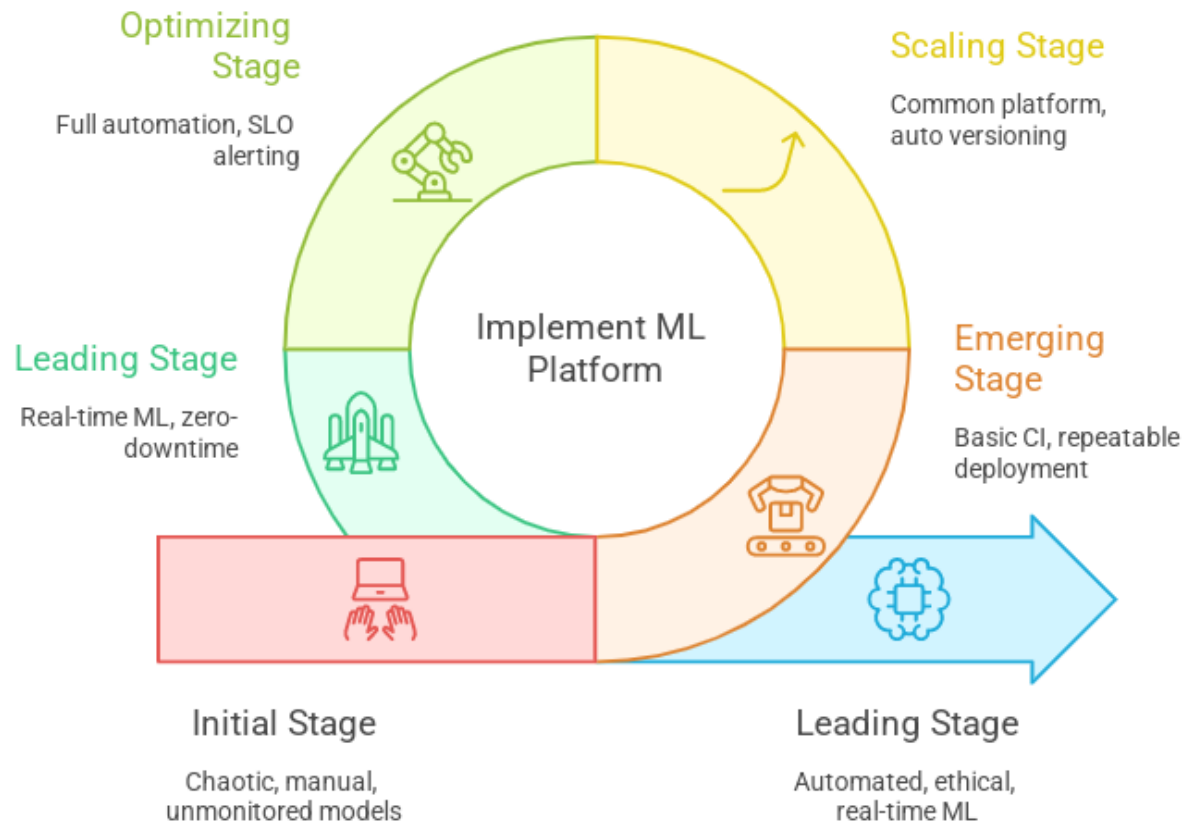 Optimizing
Stage
Full automation, SLO
alerting
Scaling Stage
Common platform,
auto versioning
Implement ML
Platform
Leading Stage
Real-time ML, zero-
downtime
Emerging
Stage
Basic CI, repeatable
deployment
Initial Stage
Chaotic, manual,
unmonitored models
Leading Stage
Automated, ethical,
real-time ML